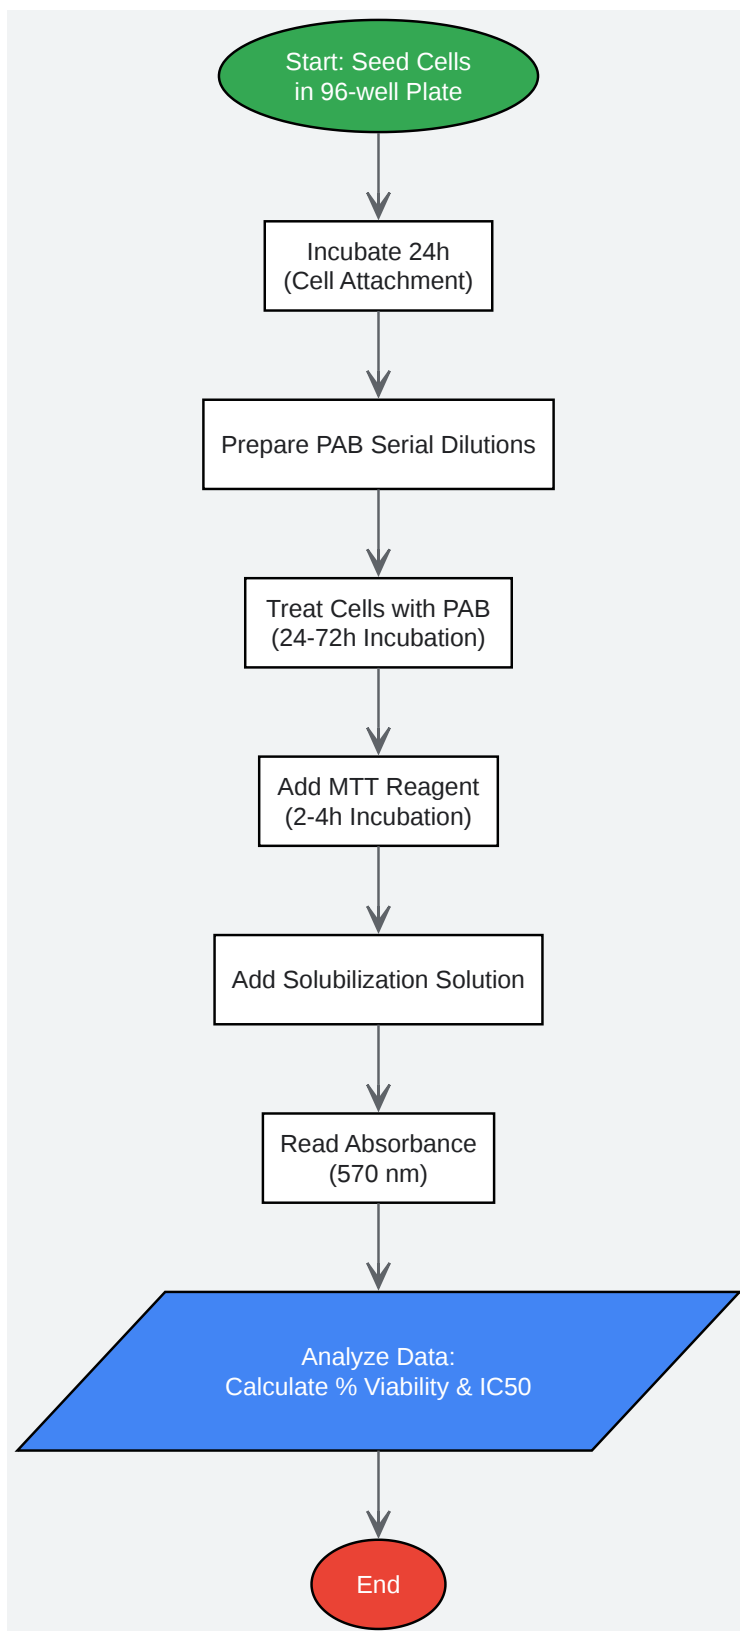 Start: Seed Cells
in 96-well Plate
Incubate 24h
(Cell Attachment)
Prepare PAB Serial Dilutions
Treat Cells with PAB
(24-72h Incubation)
Add MTT Reagent
(2-4h Incubation)
Add Solubilization Solution
Read Absorbance
(570 nm)
Analyze Data:
Calculate % Viability & IC50
End